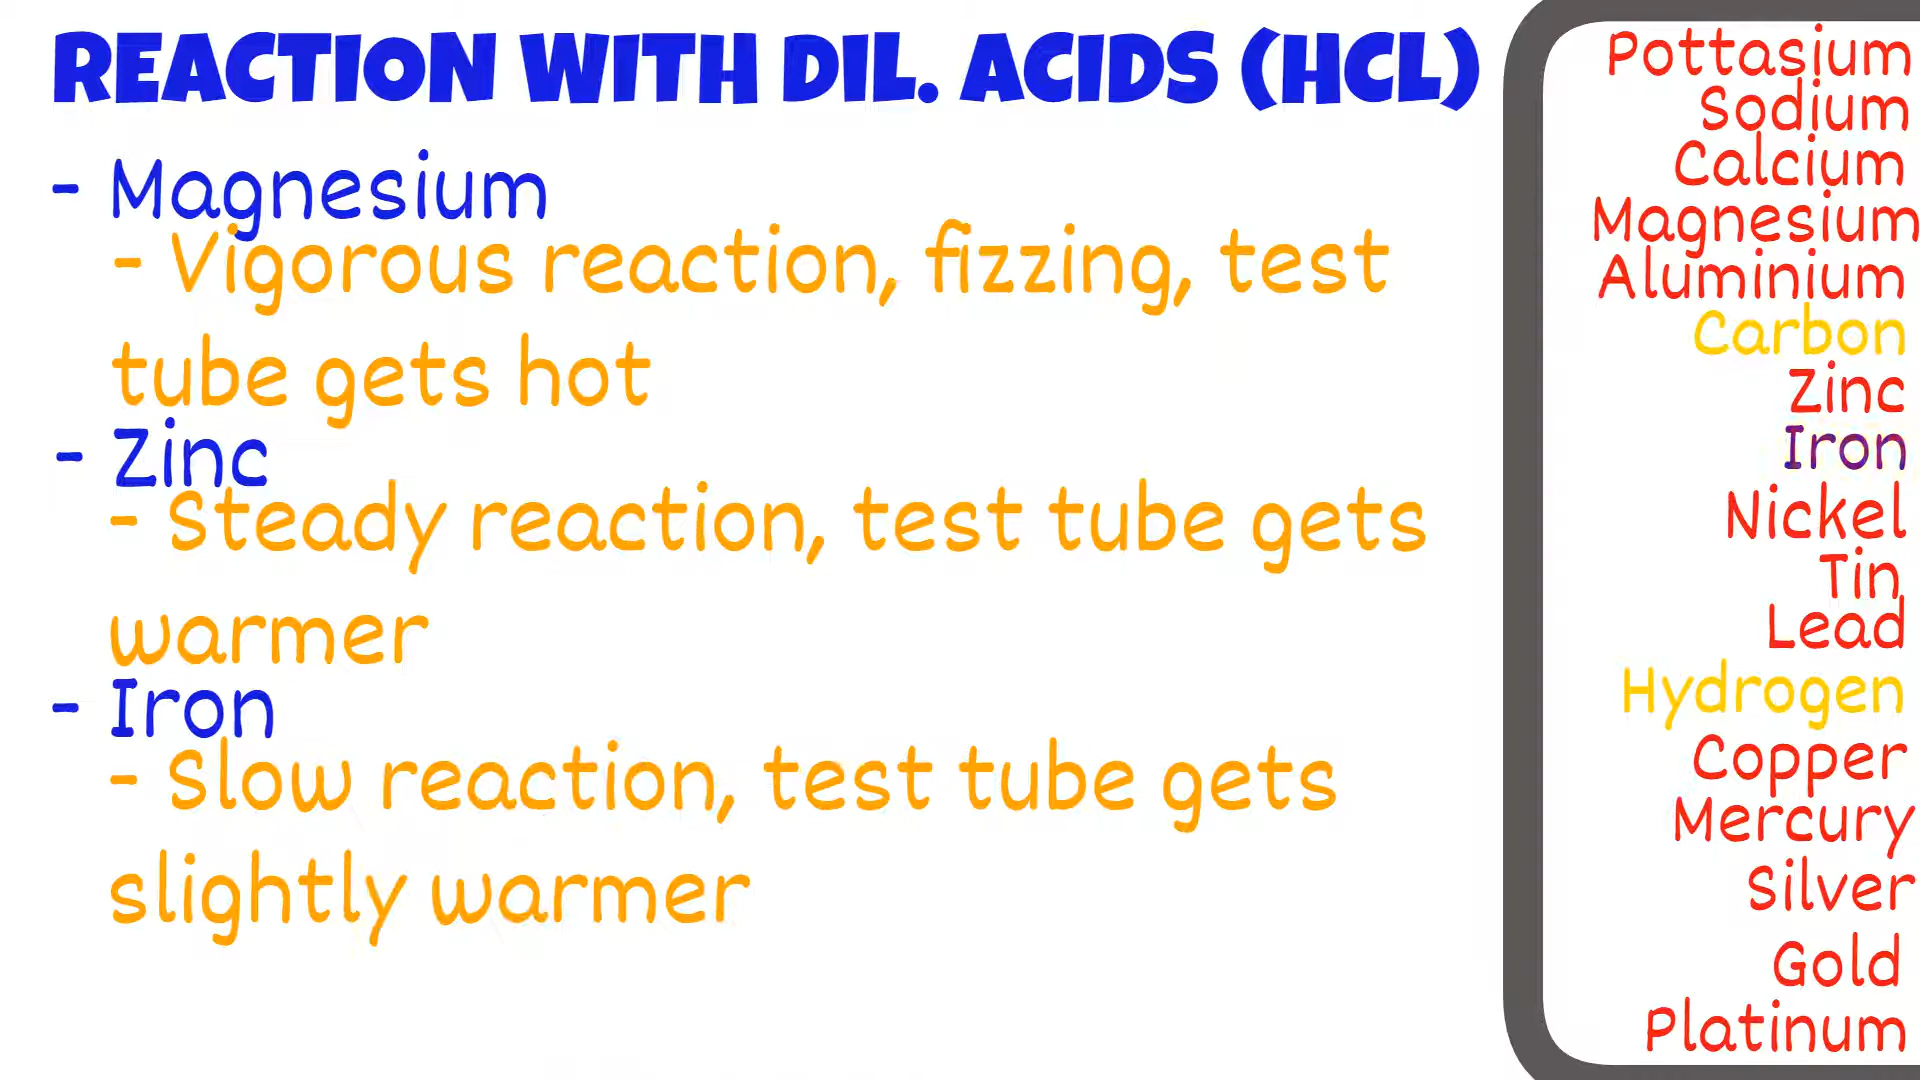 REACTION WITH DIL. ACIDS (HCL)
- Magnesium
- Vigorous reaction, fizzing, test
tube gets hot
- Zinc
- Steady reaction, test tube gets
warmer
- Iron
- Slow reaction, test tube gets
slightly warmer
Pottasium
Sodium
Calcium
Magnesium
Aluminium
Carbon
Zinc
Iron
Nickel
Tin
Lead
Hydrogen
Copper
Mercury
Silver
Gold
Platinum